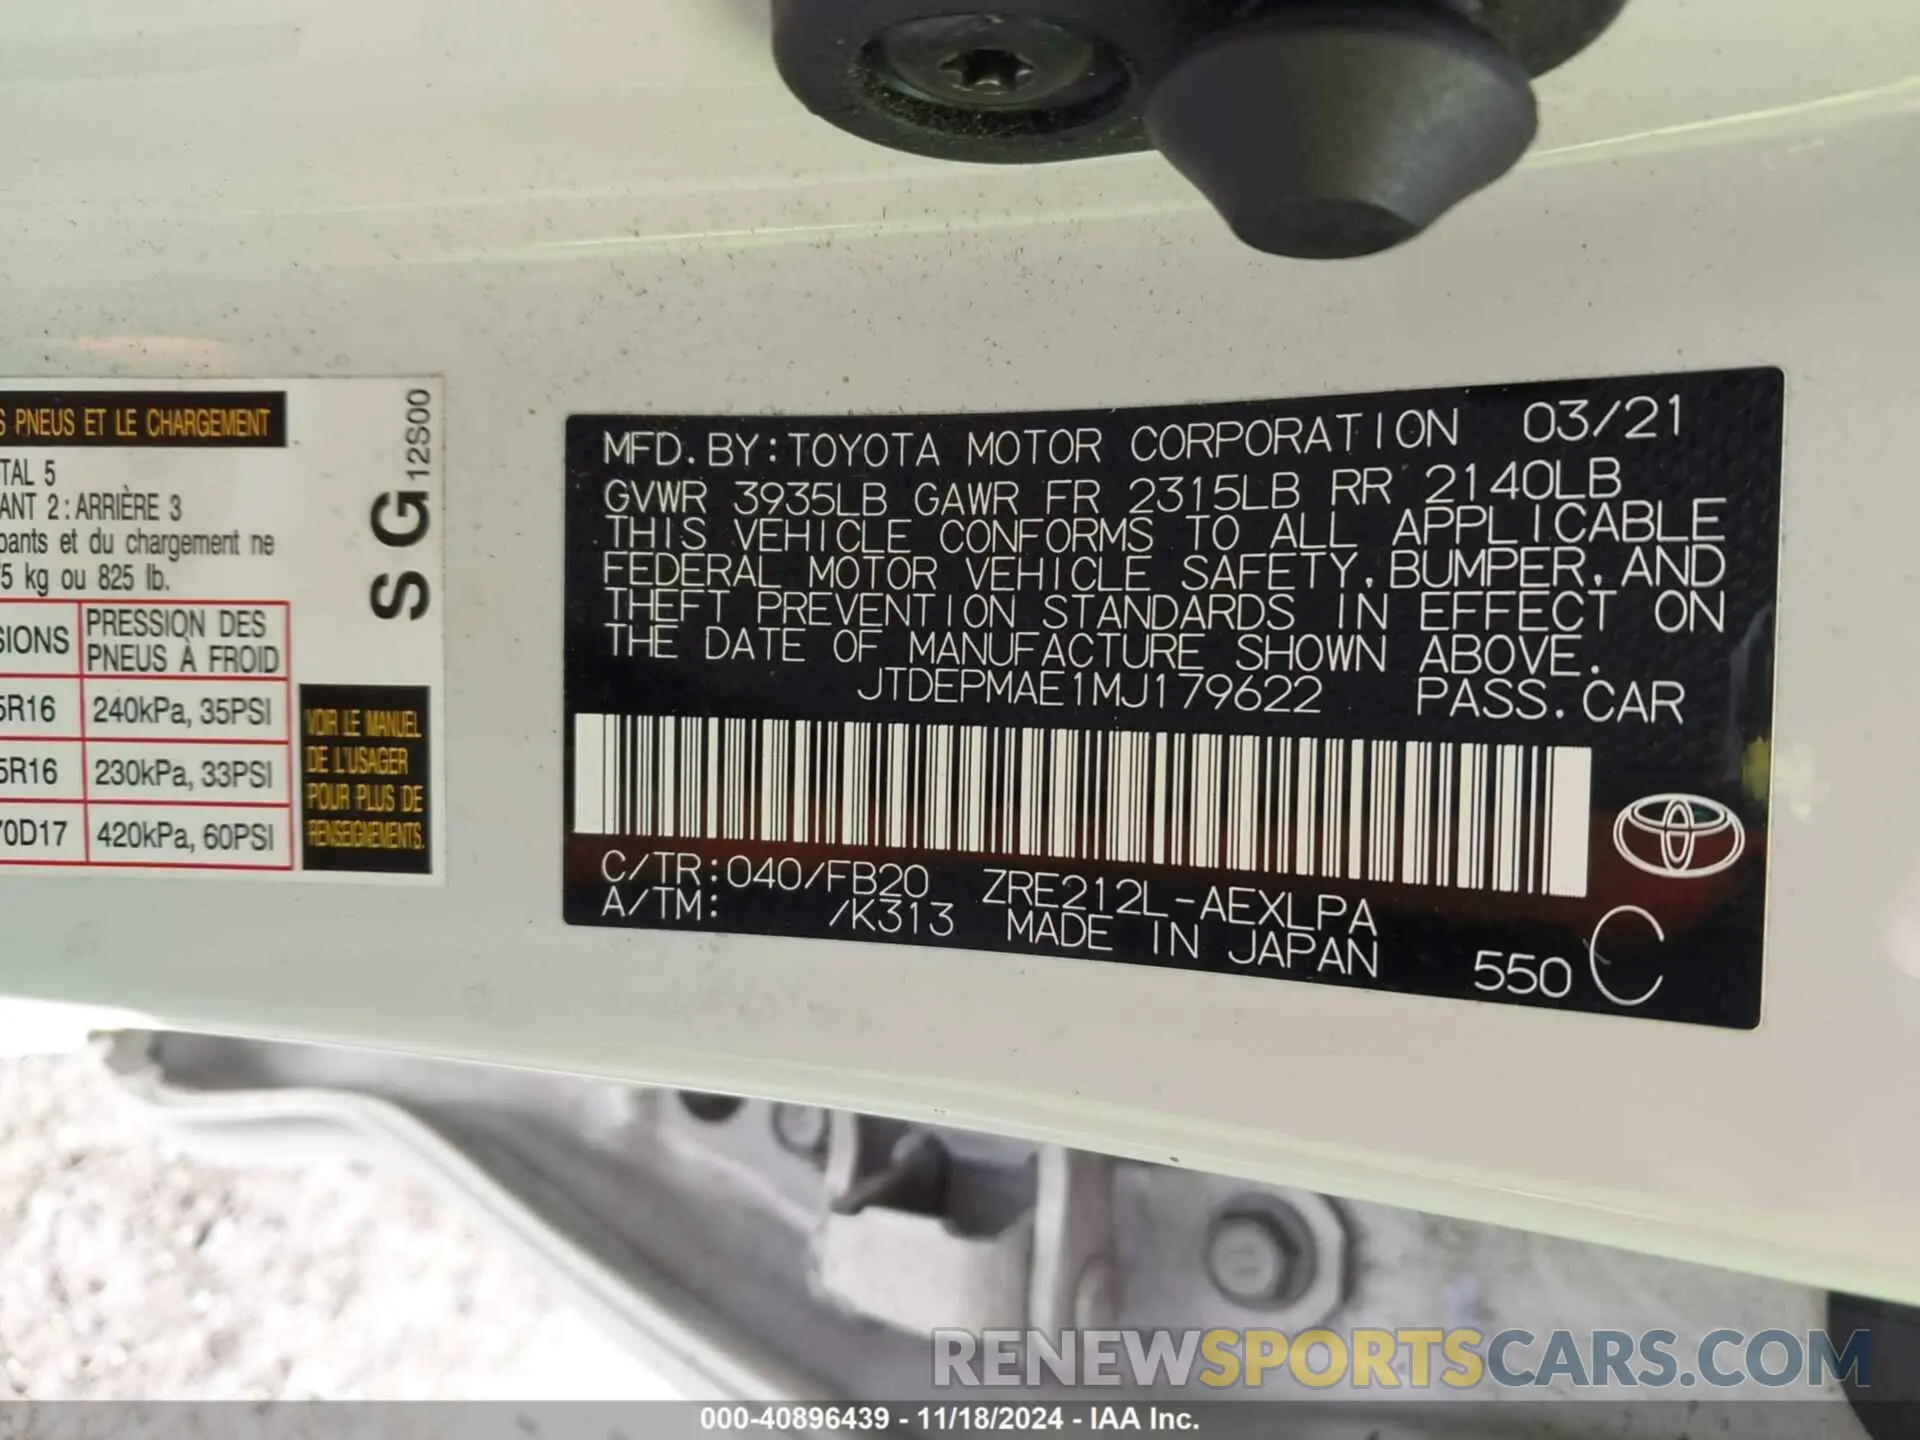 S PNEUS ET LE CHARGEMENT
TAL 5
ANT 2 : ARRIÈRE 3
pants et du chargement ne
75 kg ou 825 lb.
SIONS PRESSION DES
PNEUS À FROID
5R16 240kPa, 35PSI
5R16 230kPa, 33PSI
70D17 420kPa, 60PSI
S G 12S00
VOIR LE MANUEL
DE L'USAGER
POUR PLUS DE
RENSEIGNEMENTS.
MFD. BY: TOYOTA MOTOR CORPORATION 03/21
GVWR 3935LB GAWR FR 2315LB RR 2140LB
THIS VEHICLE CONFORMS TO ALL APPLICABLE
FEDERAL MOTOR VEHICLE SAFETY, BUMPER, AND
THEFT PREVENTION STANDARDS IN EFFECT ON
THE DATE OF MANUFACTURE SHOWN ABOVE.
JTDEPMAE1MJ179622 PASS. CAR
C/TR: 040/FB20 ZRE212L-AEXLPA
A/TM: /K313 MADE IN JAPAN 550 C
RENEWSPORTSCARS.COM
000-40896439 - 11/18/2024 - IAA Inc.